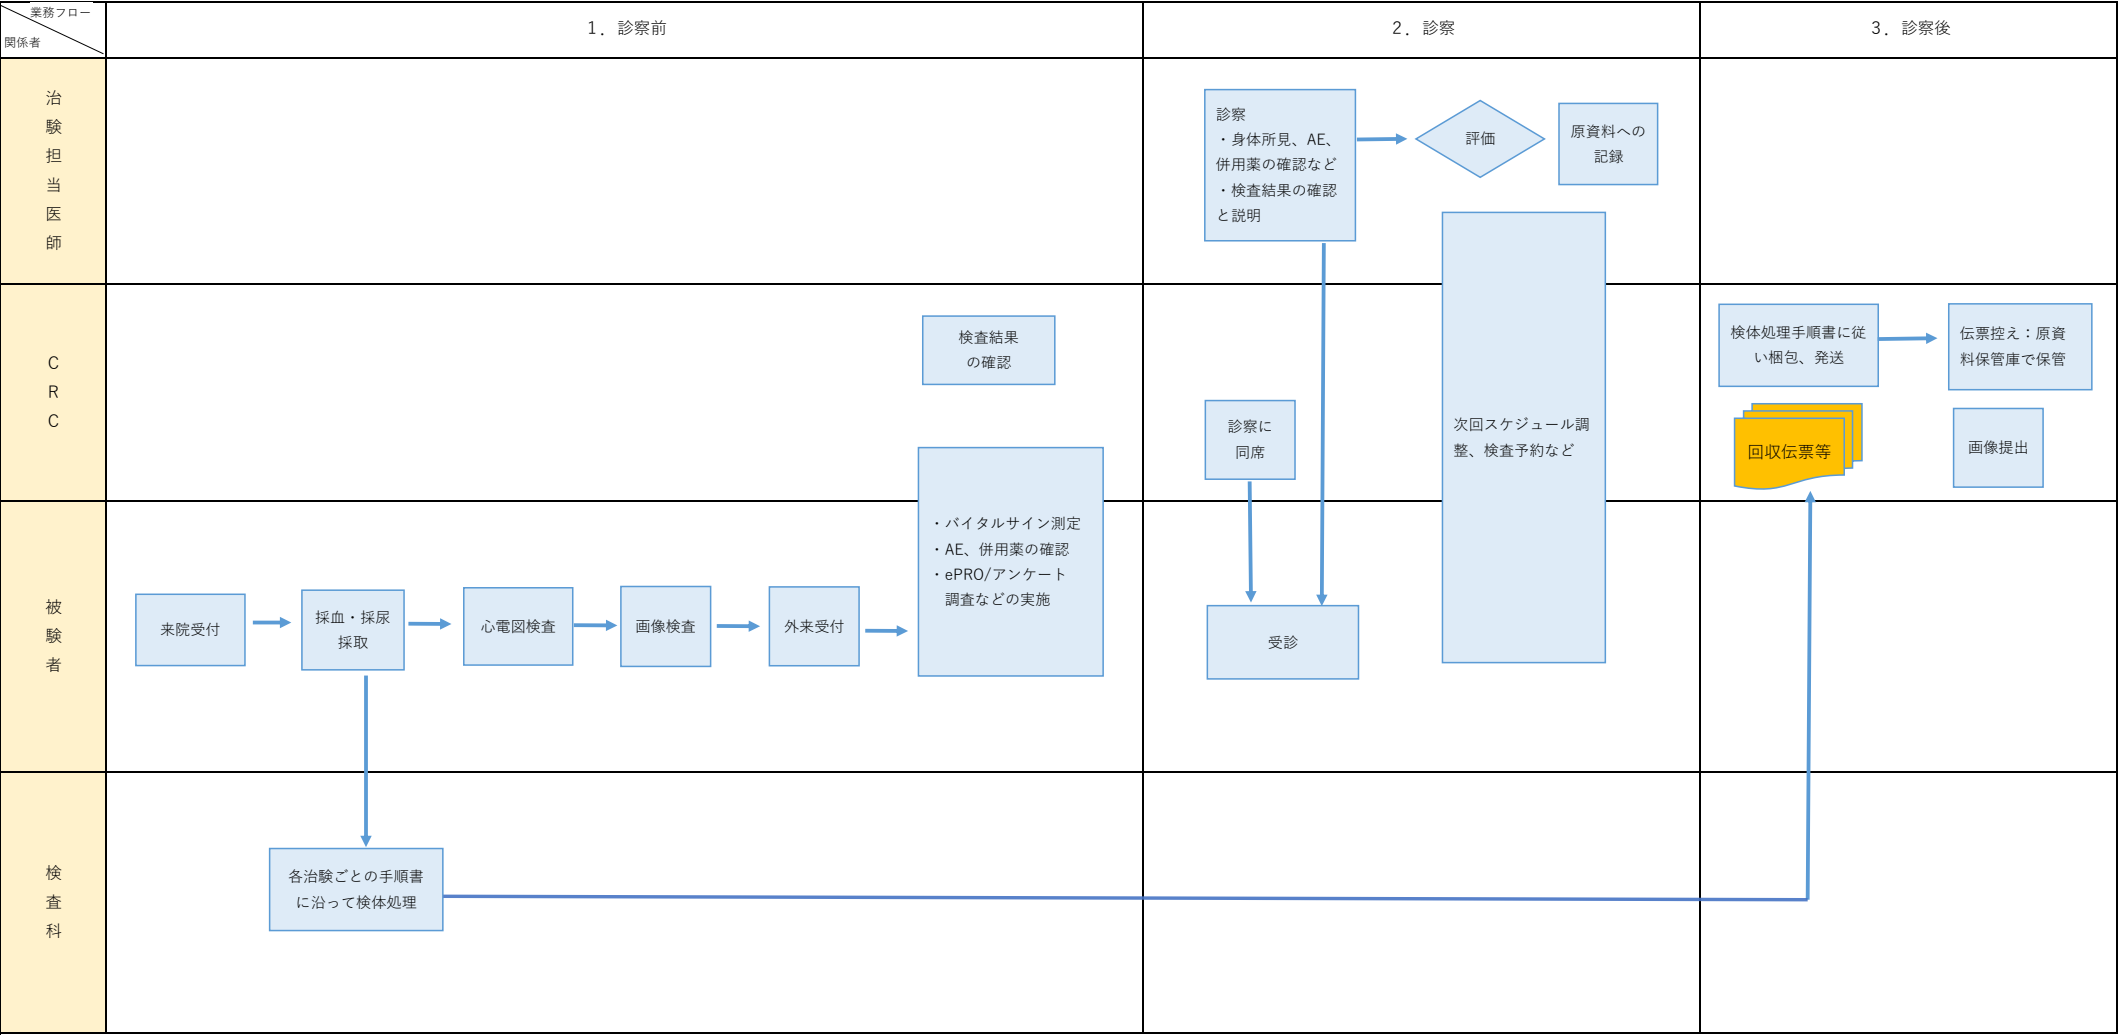 業務フロー
関係者
1．診察前
2．診察
3．診察後
治験担当医師
診察
・身体所見、AE、
併用薬の確認など
・検査結果の確認
と説明
評価
原資料への
記録
CRC
検査結果
の確認
診察に
同席
次回スケジュール調
整、検査予約など
検体処理手順書に従
い梱包、発送
伝票控え：原資
料保管庫で保管
回収伝票等
画像提出
被験者
来院受付
採血・採尿
採取
心電図検査
画像検査
外来受付
・バイタルサイン測定
・AE、併用薬の確認
・ePRO/アンケート
調査などの実施
受診
検査科
各治験ごとの手順書
に沿って検体処理